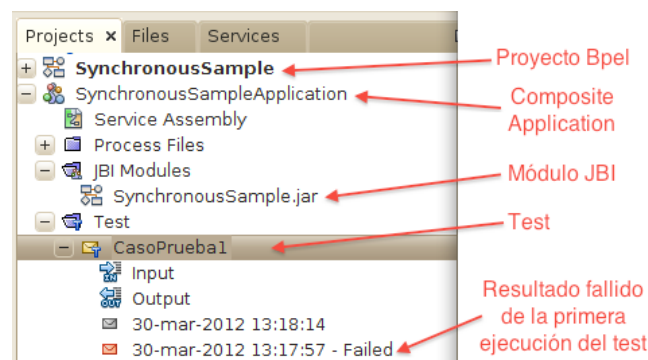 Projects x Files Services
SynchronousSample
Proyecto Bpel
SynchronousSampleApplication
Composite
Application
Service Assembly
Process Files
JBI Modules
Módulo JBI
SynchronousSample.jar
Test
Test
CasoPrueba1
Input
Output
Resultado fallido
de la primera
ejecución del test
30-mar-2012 13:18:14
30-mar-2012 13:17:57 - Failed